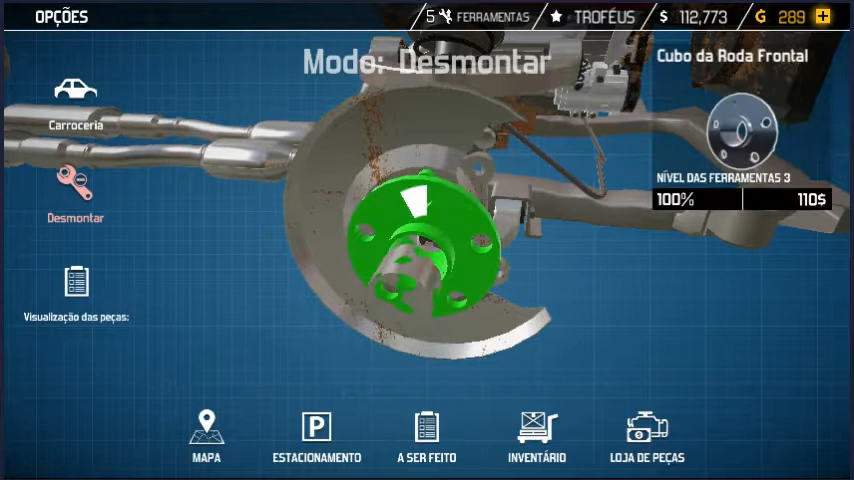 OPÇÕES
5 FERRAMENTAS
TROFÉUS
$ 112,773
G 289
Modo: Desmontar
Cubo da Roda Frontal
Carroceria
NÍVEL DAS FERRAMENTAS 3
100% 110$
Desmontar
Visualização das peças:
MAPA
P
ESTACIONAMENTO
A SER FEITO
INVENTÁRIO
LOJA DE PEÇAS